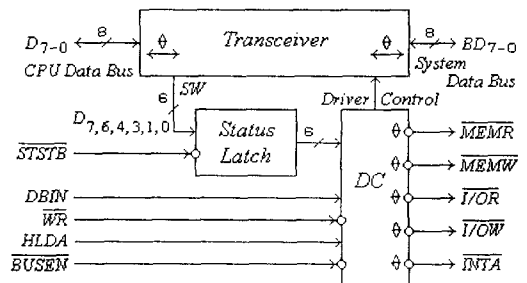 D7-0 8 θ Transceiver θ 8 BD7-0
CPU Data Bus SW System
Data Bus
6 Driver Control
D7,6,4,3,1,0 Status Latch 6 θ MEMR
STSTB
θ MEMW
DBIN DC θ I/OR
WR
HLDA θ I/OW
BUSEN θ INTA